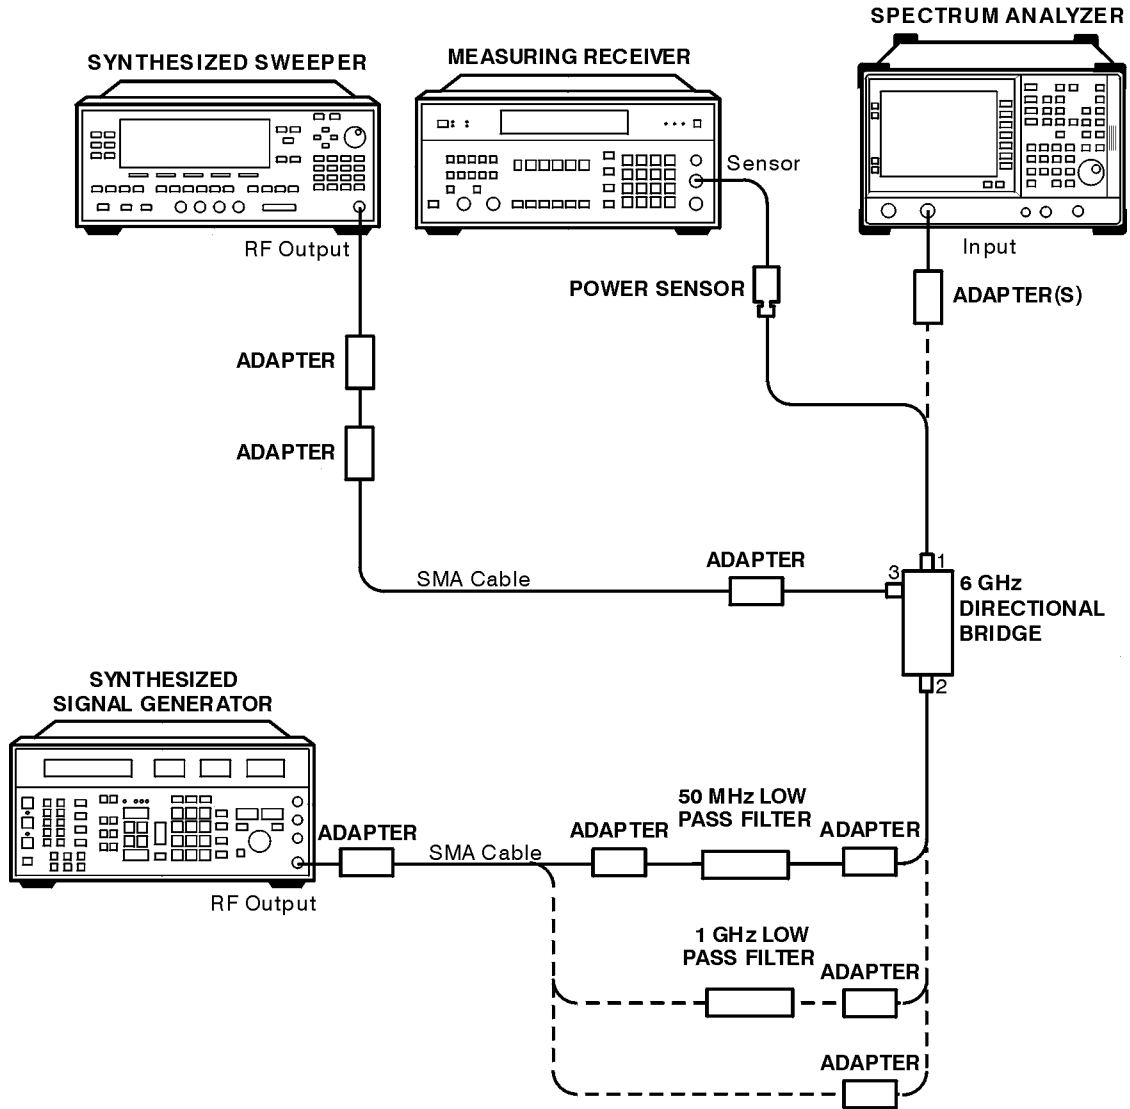 SPECTRUM ANALYZER
SYNTHESIZED SWEEPER
MEASURING RECEIVER
Sensor
RF Output
Input
POWER SENSOR
ADAPTER(S)
ADAPTER
ADAPTER
ADAPTER
SMA Cable
1
3
6 GHz
DIRECTIONAL
BRIDGE
2
SYNTHESIZED
SIGNAL GENERATOR
50 MHz LOW
PASS FILTER
ADAPTER
ADAPTER
ADAPTER
SMA Cable
RF Output
1 GHz LOW
PASS FILTER
ADAPTER
ADAPTER